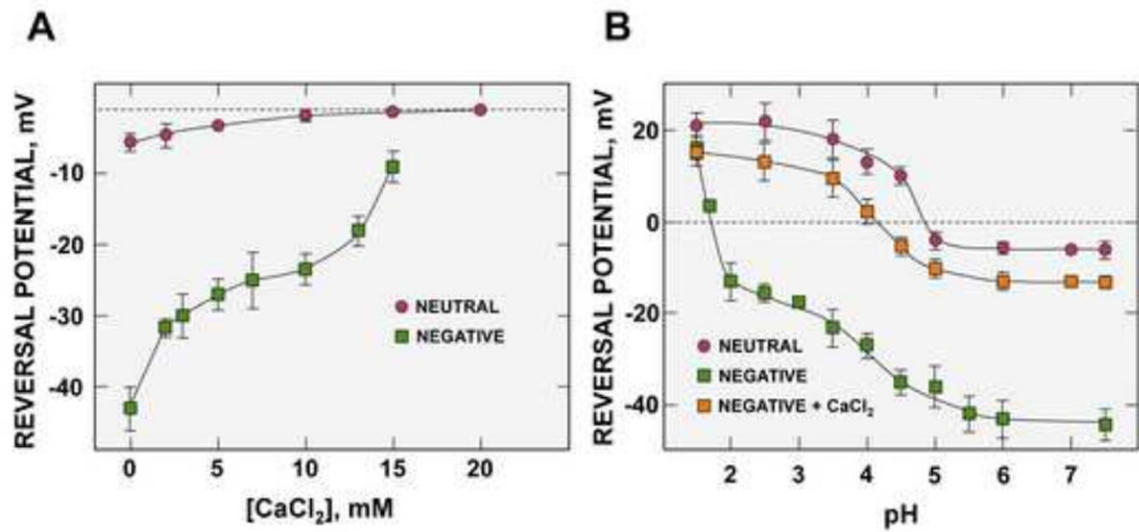 A
REVERSAL POTENTIAL, mV
-10
-20
-30
-40
NEUTRAL
NEGATIVE
0 5 10 15 20
[CaCl₂], mM
B
REVERSAL POTENTIAL, mV
20
0
-20
-40
NEUTRAL
NEGATIVE
NEGATIVE + CaCl₂
2 3 4 5 6 7
pH